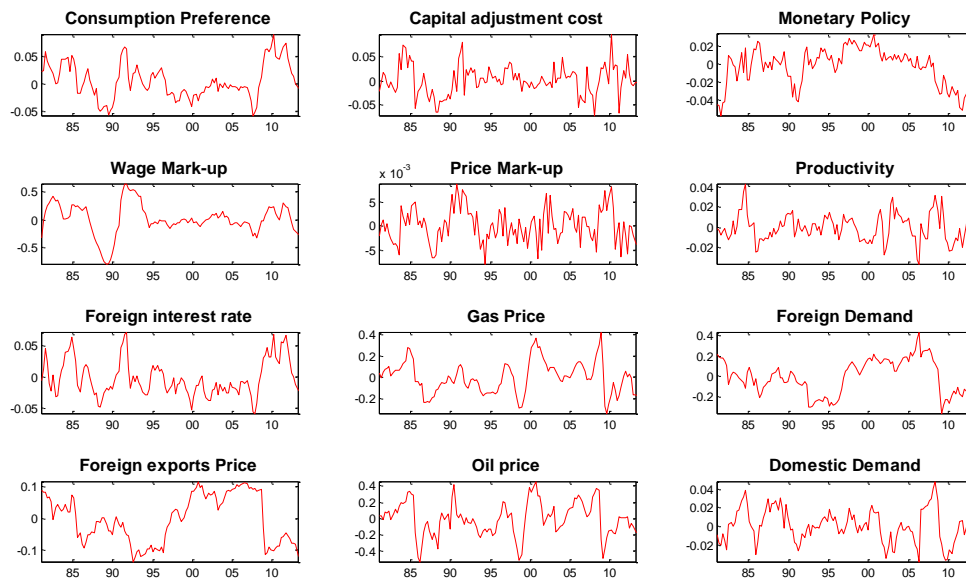 Consumption Preference Capital adjustment cost Monetary Policy
0.05 0.05 0.02
0 0 0
-0.02
-0.05 -0.05 -0.04
85 90 95 00 05 10 85 90 95 00 05 10 85 90 95 00 05 10
Wage Mark-up x 10-3 Price Mark-up Productivity
0.5 5 0.04
0 0 0.02
0
-0.5 -5 -0.02
85 90 95 00 05 10 85 90 95 00 05 10 85 90 95 00 05 10
Foreign interest rate Gas Price Foreign Demand
0.05 0.4 0.4
0.2 0.2
0 0 0
-0.05 -0.2 -0.2
85 90 95 00 05 10 85 90 95 00 05 10 85 90 95 00 05 10
Foreign exports Price Oil price Domestic Demand
0.1 0.4 0.04
0.2 0.02
0 0 0
-0.2
-0.1 -0.4 -0.02
85 90 95 00 05 10 85 90 95 00 05 10 85 90 95 00 05 10